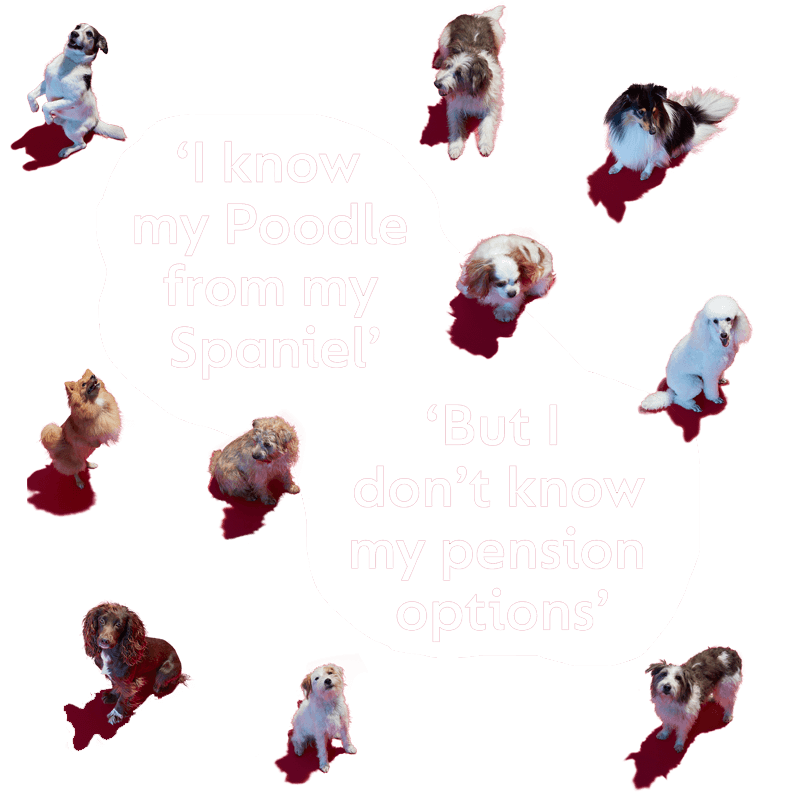 ‘I know
my Poodle
from my
Spaniel’
‘But I
don’t know
my pension
options’